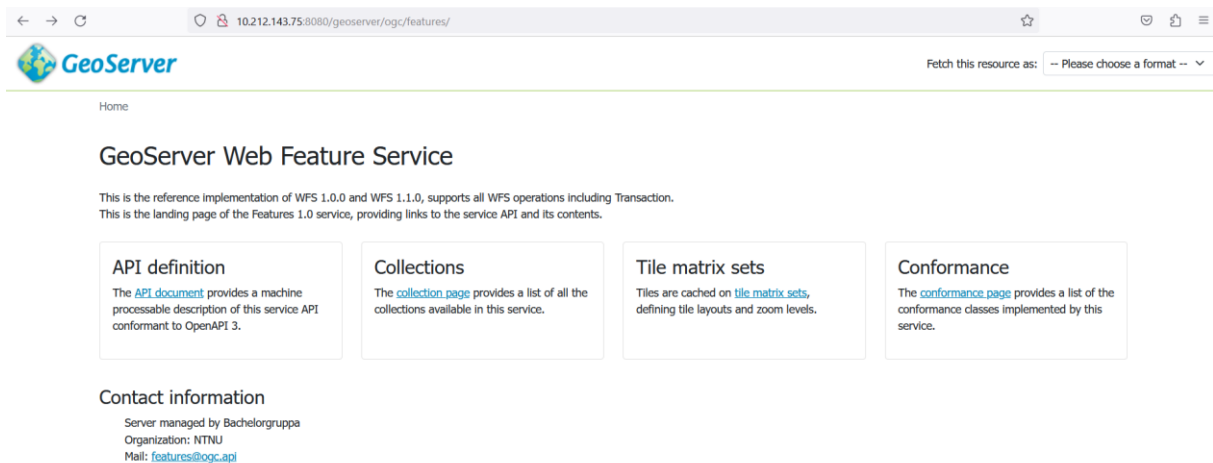 10.212.143.75:8080/geoserver/ogc/features/
GeoServer
Fetch this resource as: -- Please choose a format --
Home
GeoServer Web Feature Service
This is the reference implementation of WFS 1.0.0 and WFS 1.1.0, supports all WFS operations including Transaction.
This is the landing page of the Features 1.0 service, providing links to the service API and its contents.
API definition
The API document provides a machine
processable description of this service API
conformant to OpenAPI 3.
Collections
The collection page provides a list of all the
collections available in this service.
Tile matrix sets
Tiles are cached on tile matrix sets,
defining tile layouts and zoom levels.
Conformance
The conformance page provides a list of the
conformance classes implemented by this
service.
Contact information
Server managed by Bachelorgruppa
Organization: NTNU
Mail: features@ogc.api